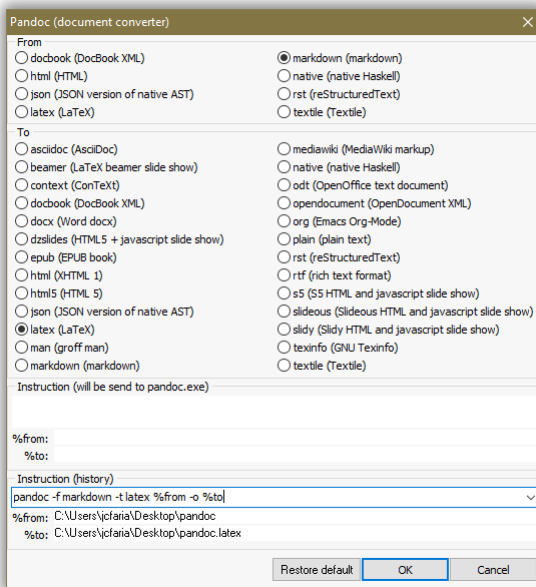 Pandoc (document converter)
From
docbook (DocBook XML)
html (HTML)
json (JSON version of native AST)
latex (LaTeX)
markdown (markdown)
native (native Haskell)
rst (reStructuredText)
textile (Textile)
To
asciidoc (AsciiDoc)
beamer (LaTeX beamer slide show)
context (ConTeXt)
docbook (DocBook XML)
docx (Word docx)
dzslides (HTML5 + javascript slide show)
epub (EPUB book)
html (XHTML 1)
html5 (HTML 5)
json (JSON version of native AST)
latex (LaTeX)
man (groff man)
markdown (markdown)
mediawiki (MediaWiki markup)
native (native Haskell)
odt (OpenOffice text document)
opendocument (OpenDocument XML)
org (Emacs Org-Mode)
plain (plain text)
rst (reStructuredText)
rtf (rich text format)
s5 (S5 HTML and javascript slide show)
slideous (Slideous HTML and javascript slide show)
slidy (Slidy HTML and javascript slide show)
texinfo (GNU Texinfo)
textile (Textile)
Instruction (will be send to pandoc.exe)
%from:
%to:
Instruction (history)
pandoc -f markdown -t latex %from -o %to
%from: C:\Users\jcfaria\Desktop\pandoc
%to: C:\Users\jcfaria\Desktop\pandoc.latex
Restore default OK Cancel